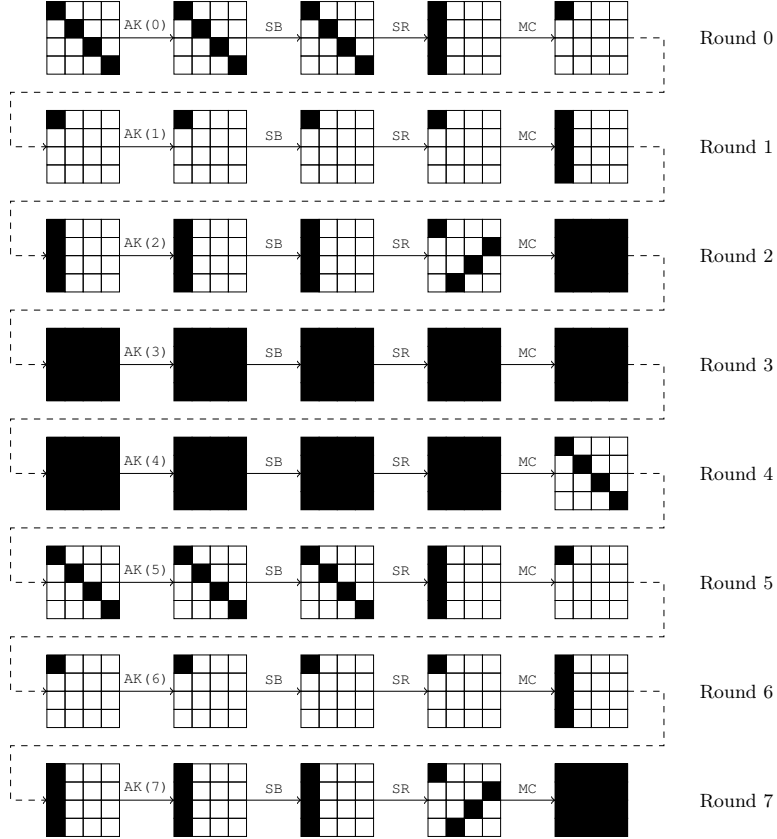 AK(0) SB SR MC Round 0
AK(1) SB SR MC Round 1
AK(2) SB SR MC Round 2
AK(3) SB SR MC Round 3
AK(4) SB SR MC Round 4
AK(5) SB SR MC Round 5
AK(6) SB SR MC Round 6
AK(7) SB SR MC Round 7